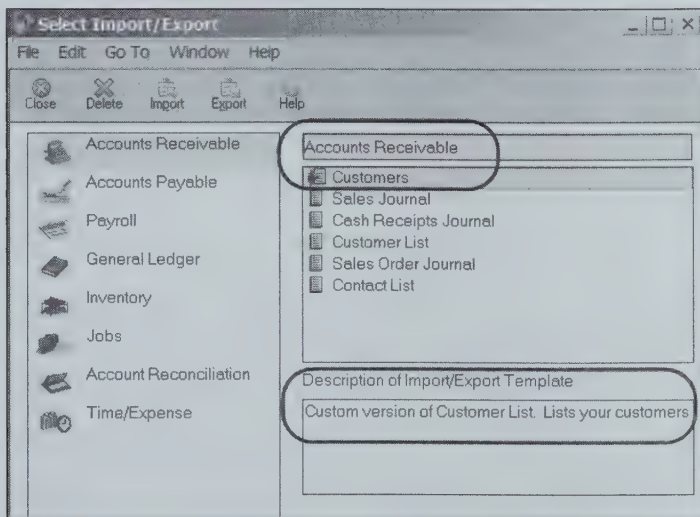 Select Import/Export
File Edit Go To Window Help
Close Delete Import Export Help
Accounts Receivable
Accounts Payable
Payroll
General Ledger
Inventory
Jobs
Account Reconciliation
Time/Expense
Accounts Receivable
Customers
Sales Journal
Cash Receipts Journal
Customer List
Sales Order Journal
Contact List
Description of Import/Export Template
Custom version of Customer List. Lists your customers